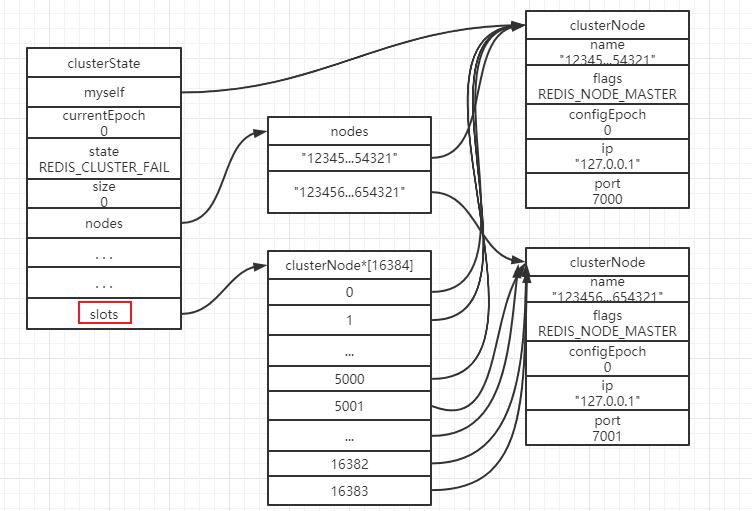 clusterState
myself
currentEpoch
0
state
REDIS_CLUSTER_FAIL
size
0
nodes
...
...
slots
nodes
"12345...54321"
"123456...654321"
clusterNode*[16384]
0
1
...
5000
5001
...
16382
16383
clusterNode
name
"12345...54321"
flags
REDIS_NODE_MASTER
configEpoch
0
ip
"127.0.0.1"
port
7000
clusterNode
name
"123456...654321"
flags
REDIS_NODE_MASTER
configEpoch
0
ip
"127.0.0.1"
port
7001